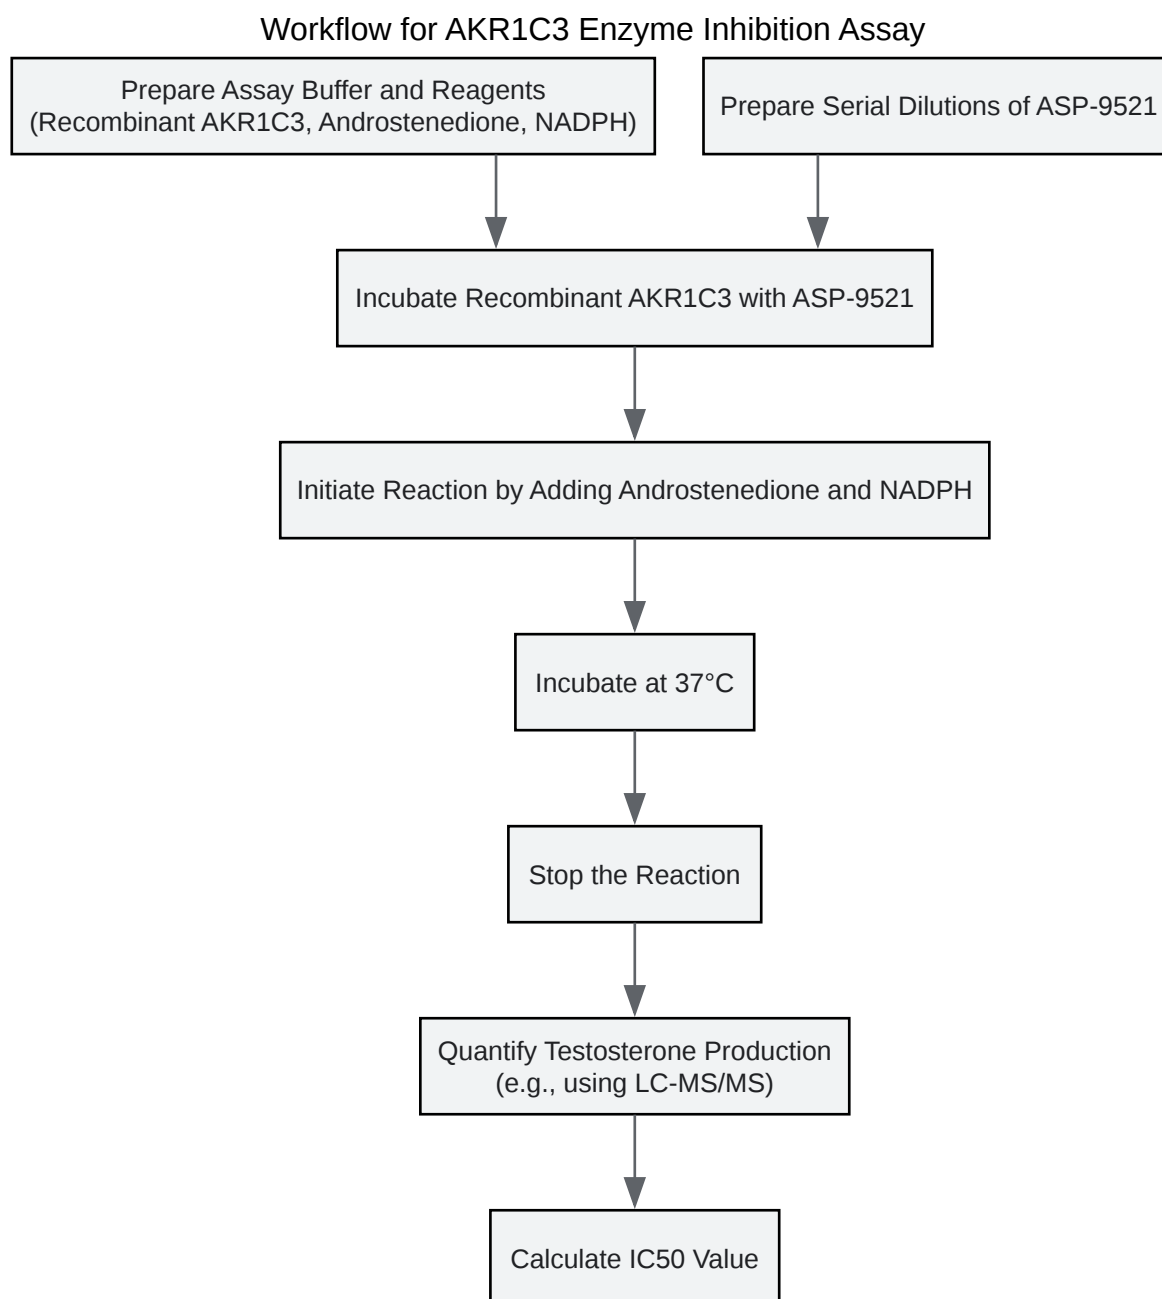 Workflow for AKR1C3 Enzyme Inhibition Assay
Prepare Assay Buffer and Reagents
(Recombinant AKR1C3, Androstenedione, NADPH)
Prepare Serial Dilutions of ASP-9521
Incubate Recombinant AKR1C3 with ASP-9521
Initiate Reaction by Adding Androstenedione and NADPH
Incubate at 37°C
Stop the Reaction
Quantify Testosterone Production
(e.g., using LC-MS/MS)
Calculate IC50 Value